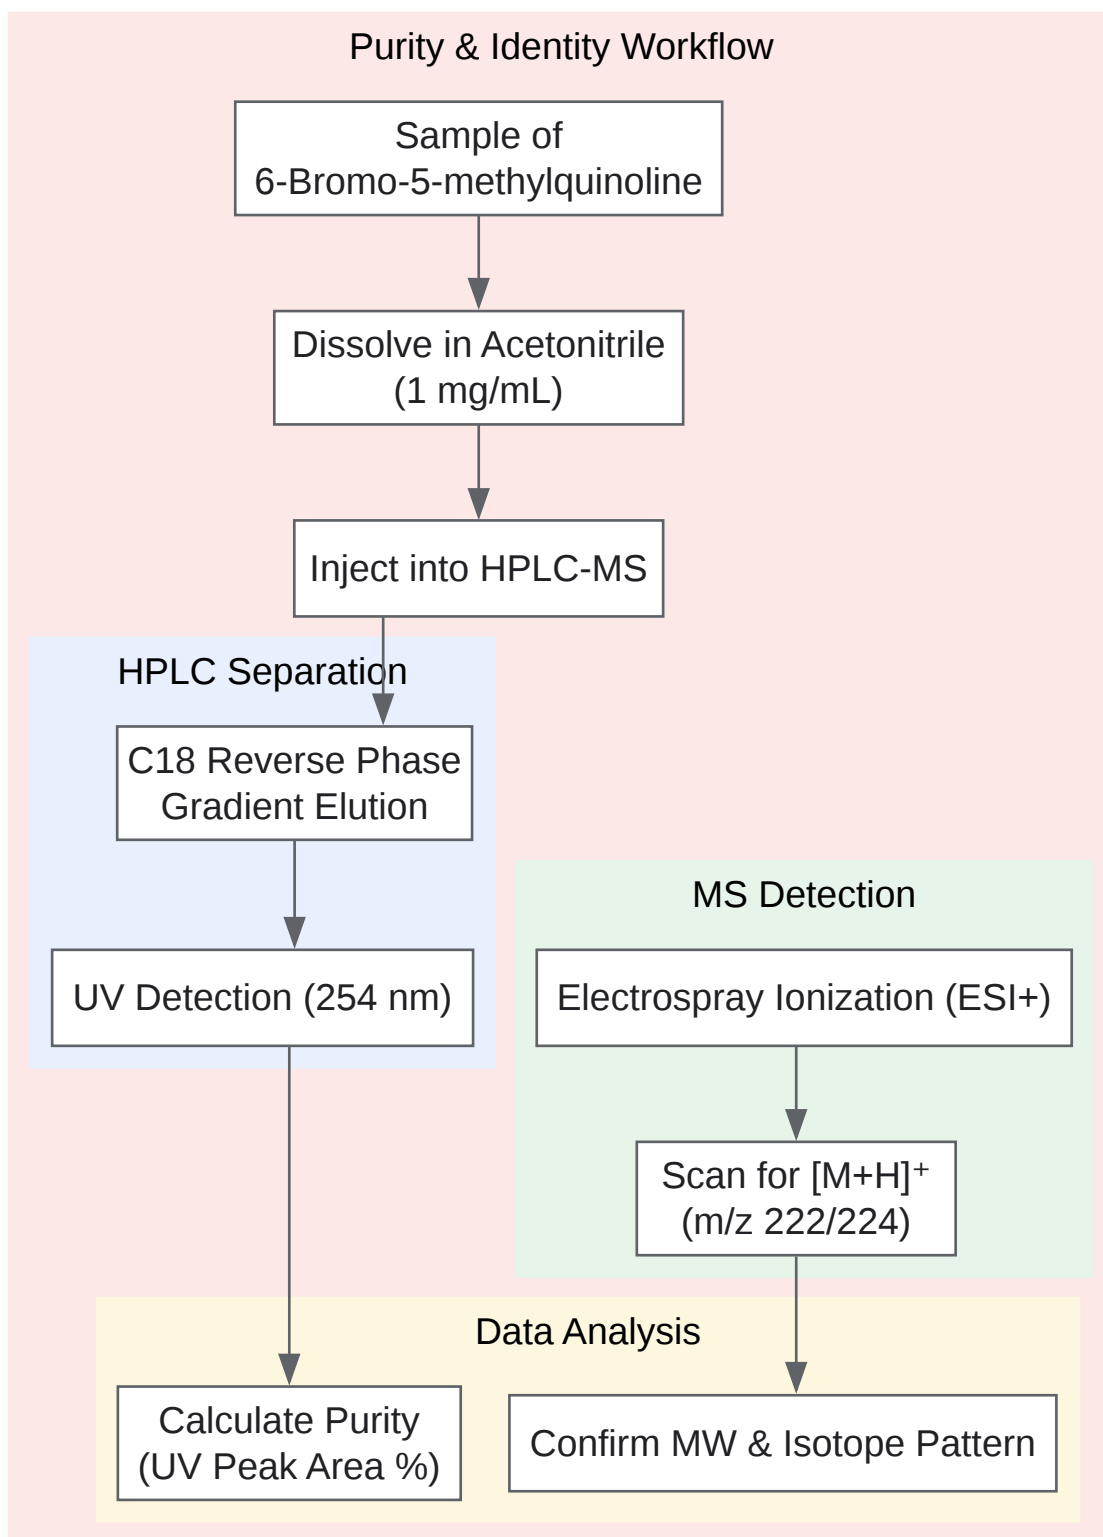 Purity & Identity Workflow
Sample of
6-Bromo-5-methylquinoline
Dissolve in Acetonitrile
(1 mg/mL)
Inject into HPLC-MS
HPLC Separation
C18 Reverse Phase
Gradient Elution
UV Detection (254 nm)
MS Detection
Electrospray Ionization (ESI+)
Scan for [M+H]⁺
(m/z 222/224)
Data Analysis
Calculate Purity
(UV Peak Area %)
Confirm MW & Isotope Pattern